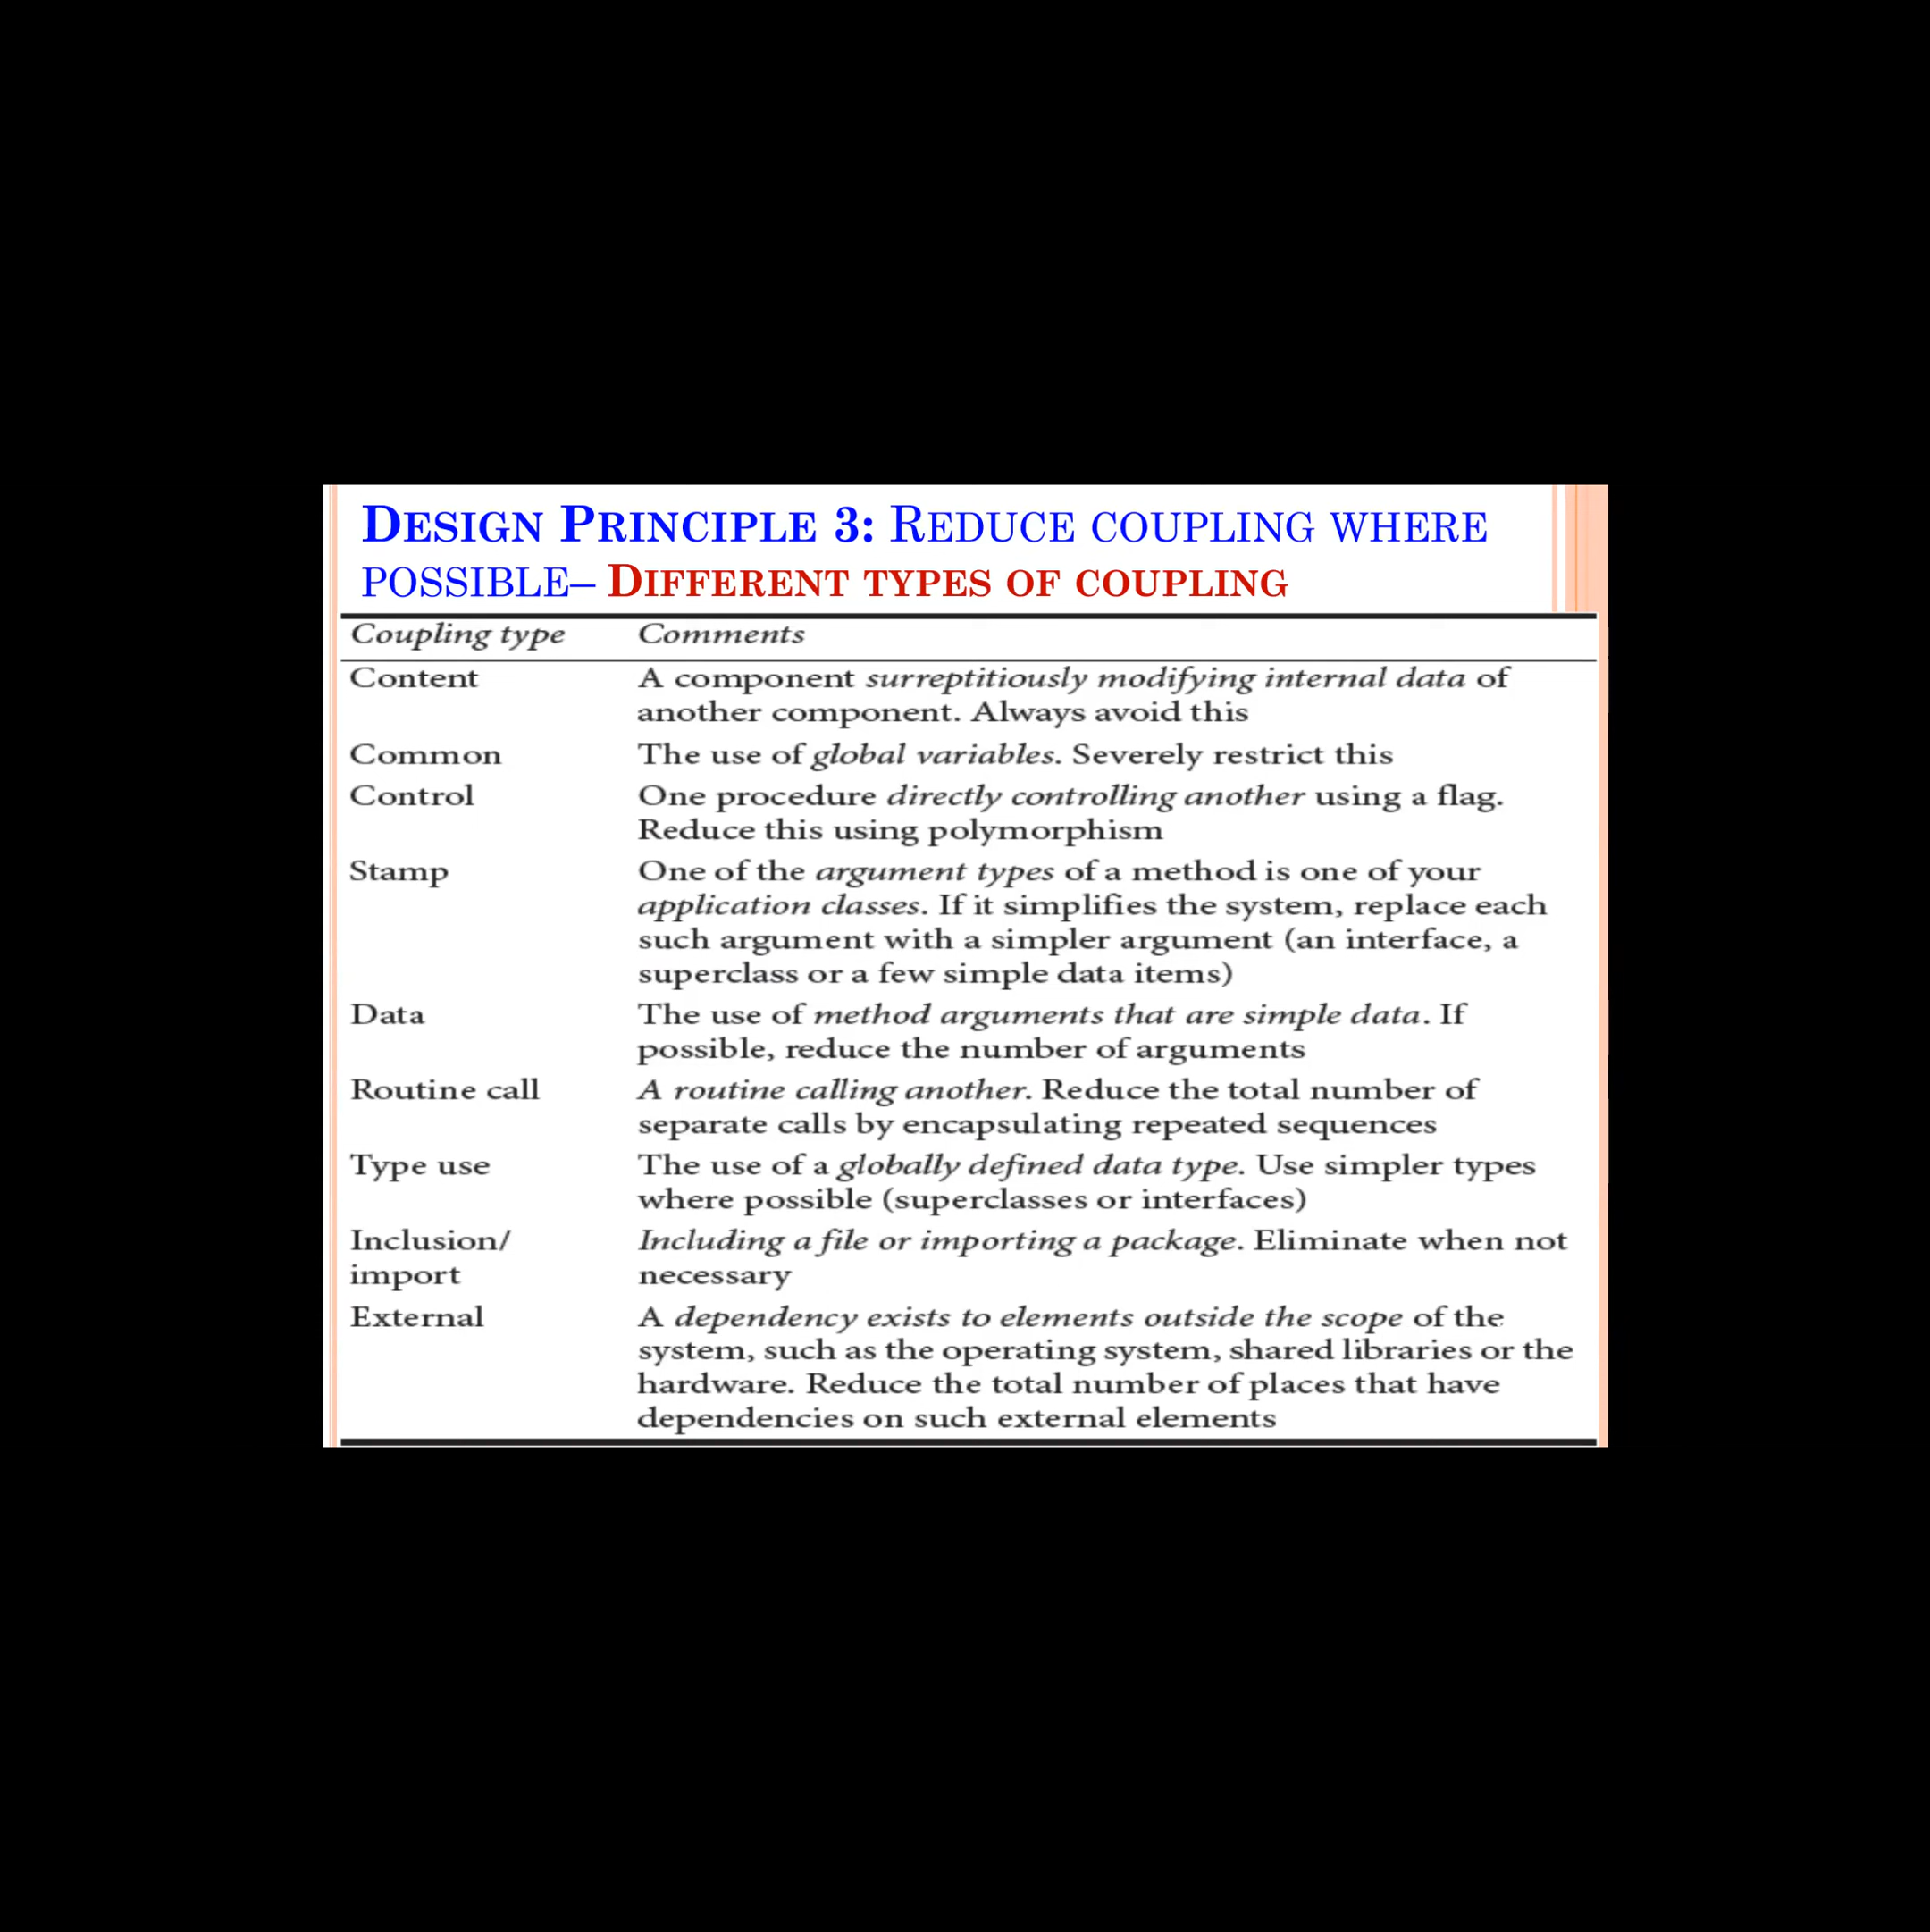 DESIGN PRINCIPLE 3: REDUCE COUPLING WHERE
POSSIBLE– DIFFERENT TYPES OF COUPLING
Coupling type Comments
Content A component surreptitiously modifying internal data of
another component. Always avoid this
Common The use of global variables. Severely restrict this
Control One procedure directly controlling another using a flag.
Reduce this using polymorphism
Stamp One of the argument types of a method is one of your
application classes. If it simplifies the system, replace each
such argument with a simpler argument (an interface, a
superclass or a few simple data items)
Data The use of method arguments that are simple data. If
possible, reduce the number of arguments
Routine call A routine calling another. Reduce the total number of
separate calls by encapsulating repeated sequences
Type use The use of a globally defined data type. Use simpler types
where possible (superclasses or interfaces)
Inclusion/ Including a file or importing a package. Eliminate when not
import necessary
External A dependency exists to elements outside the scope of the
system, such as the operating system, shared libraries or the
hardware. Reduce the total number of places that have
dependencies on such external elements